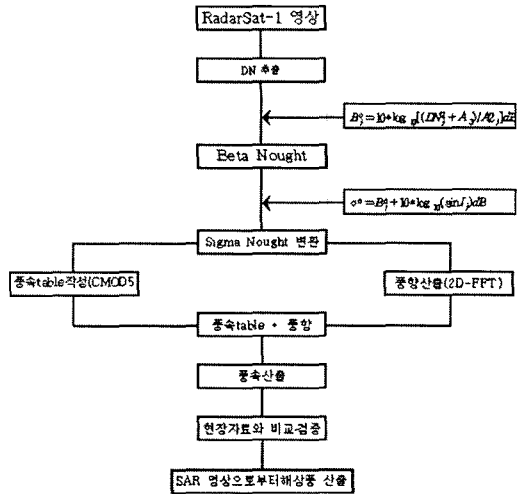 RadarSat-1 영상
DN 추출
Beta Nought
Sigma Nought 변환
풍속table작성(CMOD5
풍향산출(2D-FFT)
풍속table + 풍향
풍속산출
현장자료와 비교·검증
SAR 영상으로부터해상풍 산출